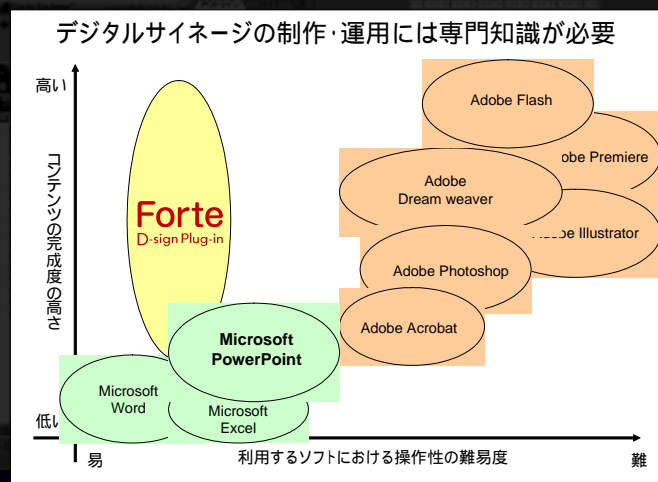 デジタルサイネージの制作・運用には専門知識が必要
高い
コンテンツの完成度の高さ
低い
易
利用するソフトにおける操作性の難易度
難
Forte
D-sign Plug-in
Microsoft
Word
Microsoft
PowerPoint
Microsoft
Excel
Adobe Flash
obe Premiere
Adobe
Dream weaver
be Illustrator
Adobe Photoshop
Adobe Acrobat